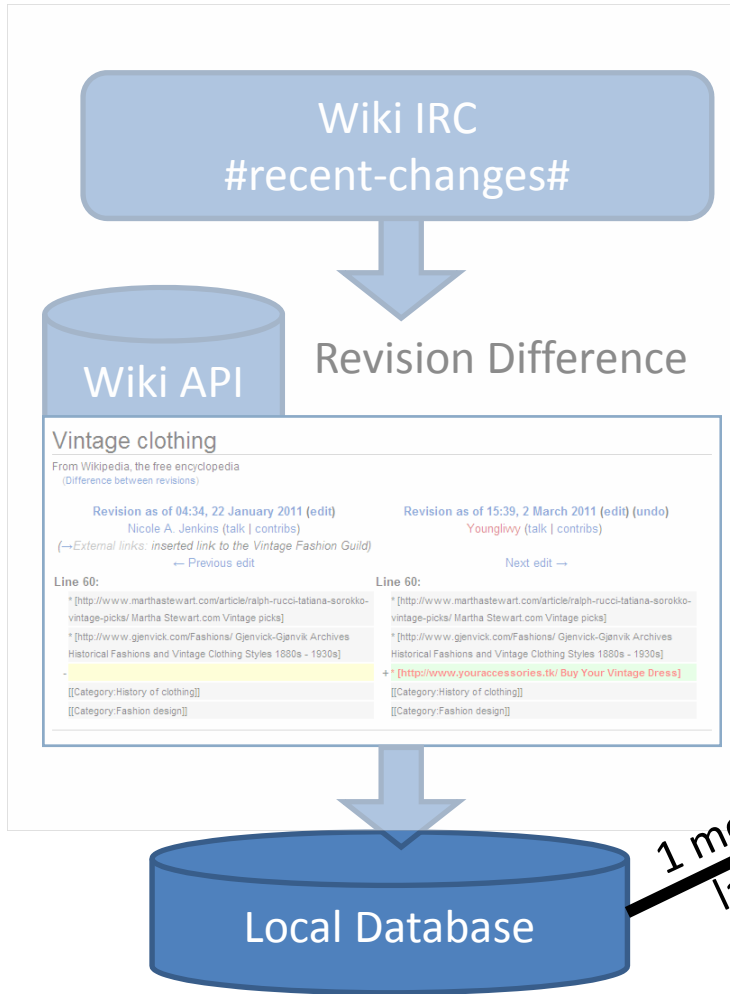 Wiki IRC
#recent-changes#
Wiki API
Revision Difference
Vintage clothing
From Wikipedia, the free encyclopedia
(Difference between revisions)
Revision as of 04:34, 22 January 2011 (edit)
Nicole A. Jenkins (talk | contribs)
(→External links: inserted link to the Vintage Fashion Guild)
← Previous edit
Revision as of 15:39, 2 March 2011 (edit) (undo)
Youngliwy (talk | contribs)
Next edit →
Line 60:
* [http://www.marthastewart.com/article/ralph-rucci-tatiana-sorokko-
vintage-picks/ Martha Stewart.com Vintage picks]
* [http://www.gjenvick.com/Fashions/ Gjenvick-Gjønvik Archives
Historical Fashions and Vintage Clothing Styles 1880s - 1930s]
-
[[Category:History of clothing]]
[[Category:Fashion design]]
Line 60:
* [http://www.marthastewart.com/article/ralph-rucci-tatiana-sorokko-
vintage-picks/ Martha Stewart.com Vintage picks]
* [http://www.gjenvick.com/Fashions/ Gjenvick-Gjønvik Archives
Historical Fashions and Vintage Clothing Styles 1880s - 1930s]
+ * [http://www.youraccessories.tk/ Buy Your Vintage Dress]
[[Category:History of clothing]]
[[Category:Fashion design]]
Local Database
1